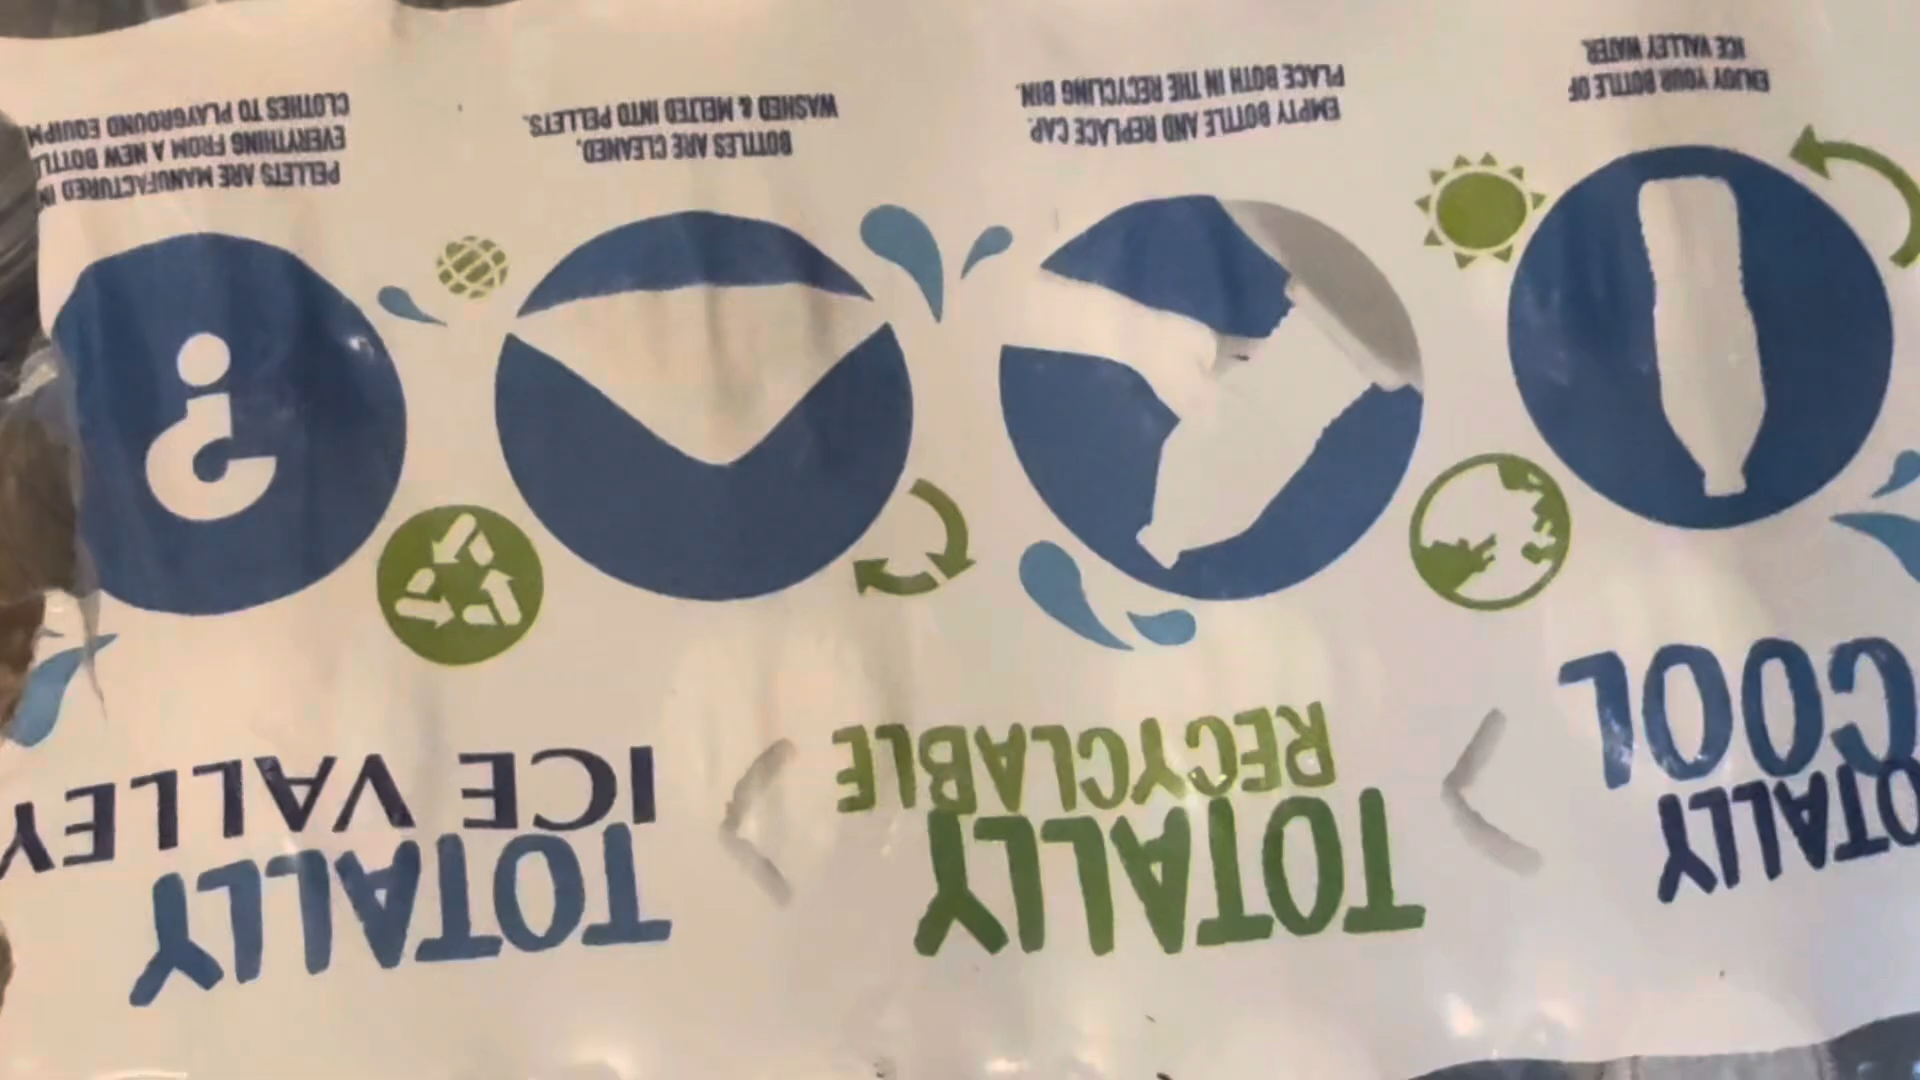 TOTALLY
COOL
TOTALLY
RECYCLABLE
TOTALLY
ICE VALLEY
ENJOY YOUR BOTTLE OF
ICE VALLEY WATER.
EMPTY BOTTLE AND REPLACE CAP.
PLACE BOTH IN THE RECYCLING BIN.
BOTTLES ARE CLEANED,
WASHED & MELTED INTO PELLETS.
PELLETS ARE MANUFACTURED IN
EVERYTHING FROM A NEW BOTTL
CLOTHES TO PLAYGROUND EQUIPM
?